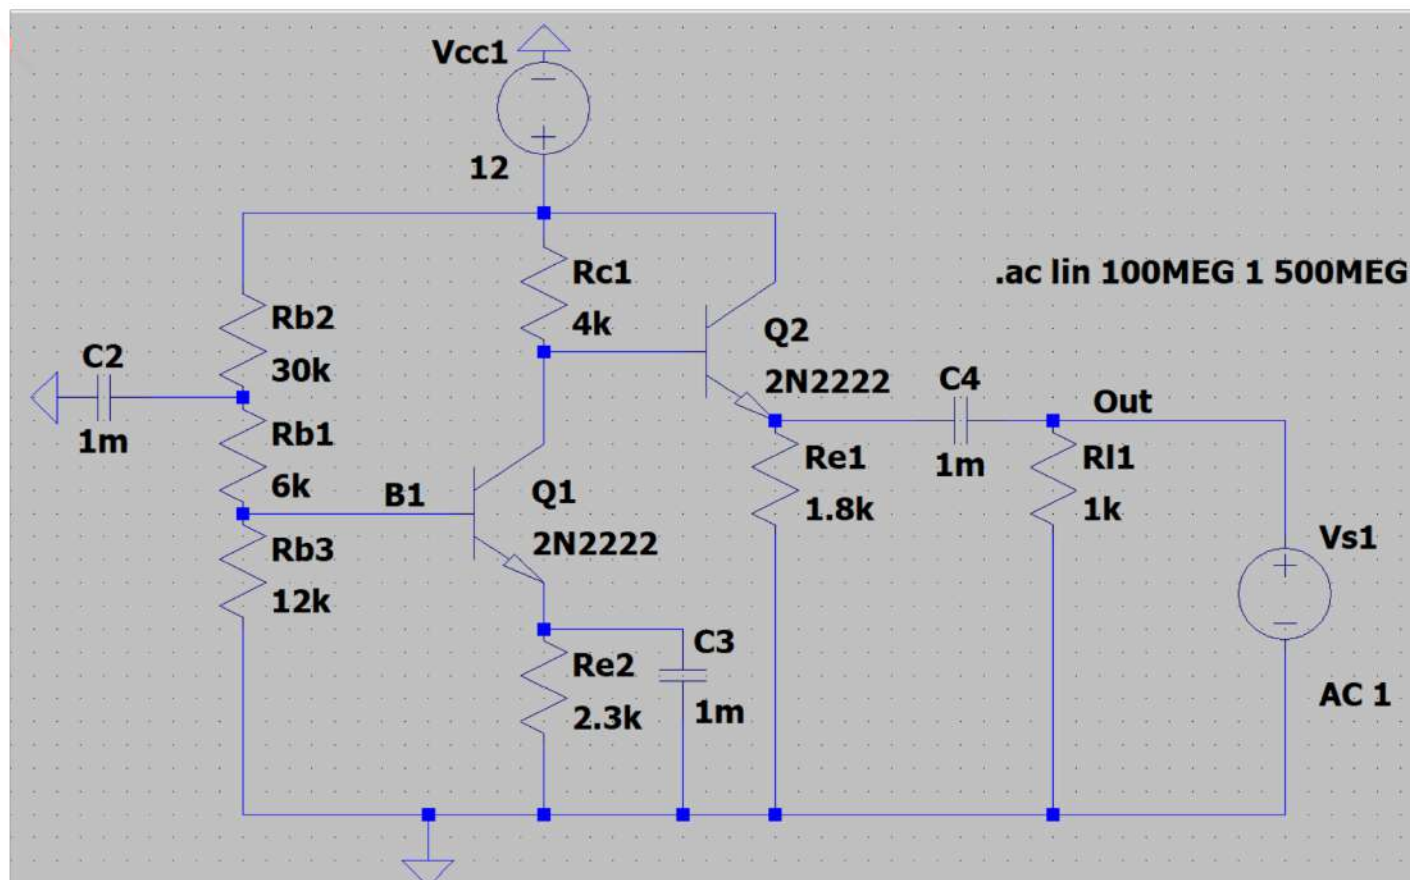 Vcc1
12
Rc1
4k
.ac lin 100MEG 1 500MEG
Rb2
30k
Q2
2N2222
C2
1m
C4
1m
Out
Rb1
6k
B1
Q1
2N2222
Re1
1.8k
Rl1
1k
Rb3
12k
Vs1
AC 1
Re2
2.3k
C3
1m